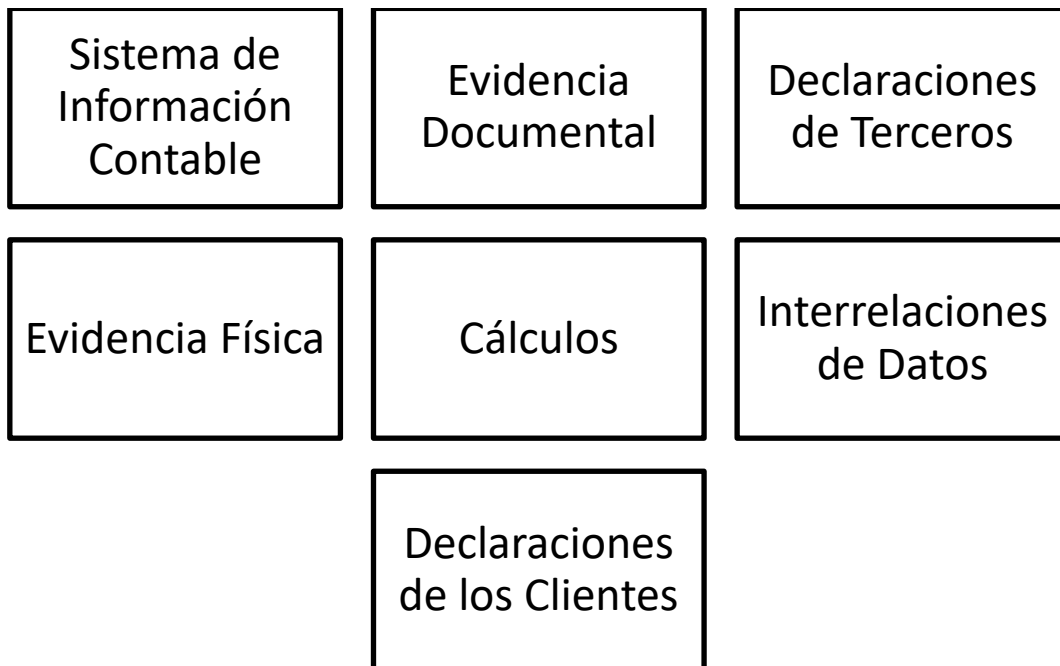 Sistema de
Información
Contable
Evidencia
Documental
Declaraciones
de Terceros
Evidencia Física
Cálculos
Interrelaciones
de Datos
Declaraciones
de los Clientes